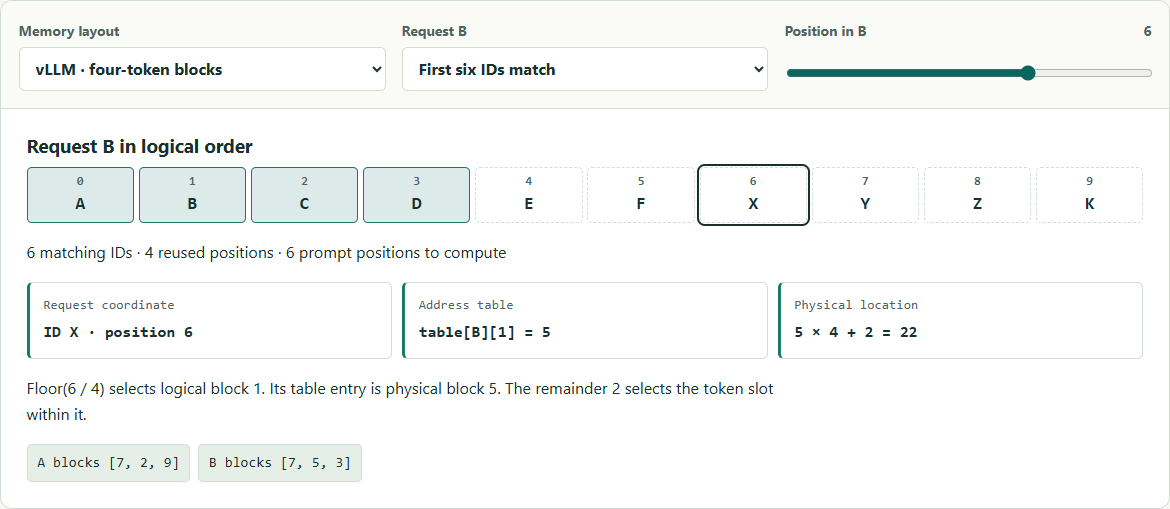 Memory layout
Request B
Position in B
6
vLLM · four-token blocks
First six IDs match
Request B in logical order
0
1
2
3
4
5
6
7
8
9
A
B
C
D
E
F
X
Y
Z
K
6 matching IDs · 4 reused positions · 6 prompt positions to compute
Request coordinate
ID X · position 6
Address table
table[B][1] = 5
Physical location
5 × 4 + 2 = 22
Floor(6 / 4) selects logical block 1. Its table entry is physical block 5. The remainder 2 selects the token slot
within it.
A blocks [7, 2, 9]
B blocks [7, 5, 3]